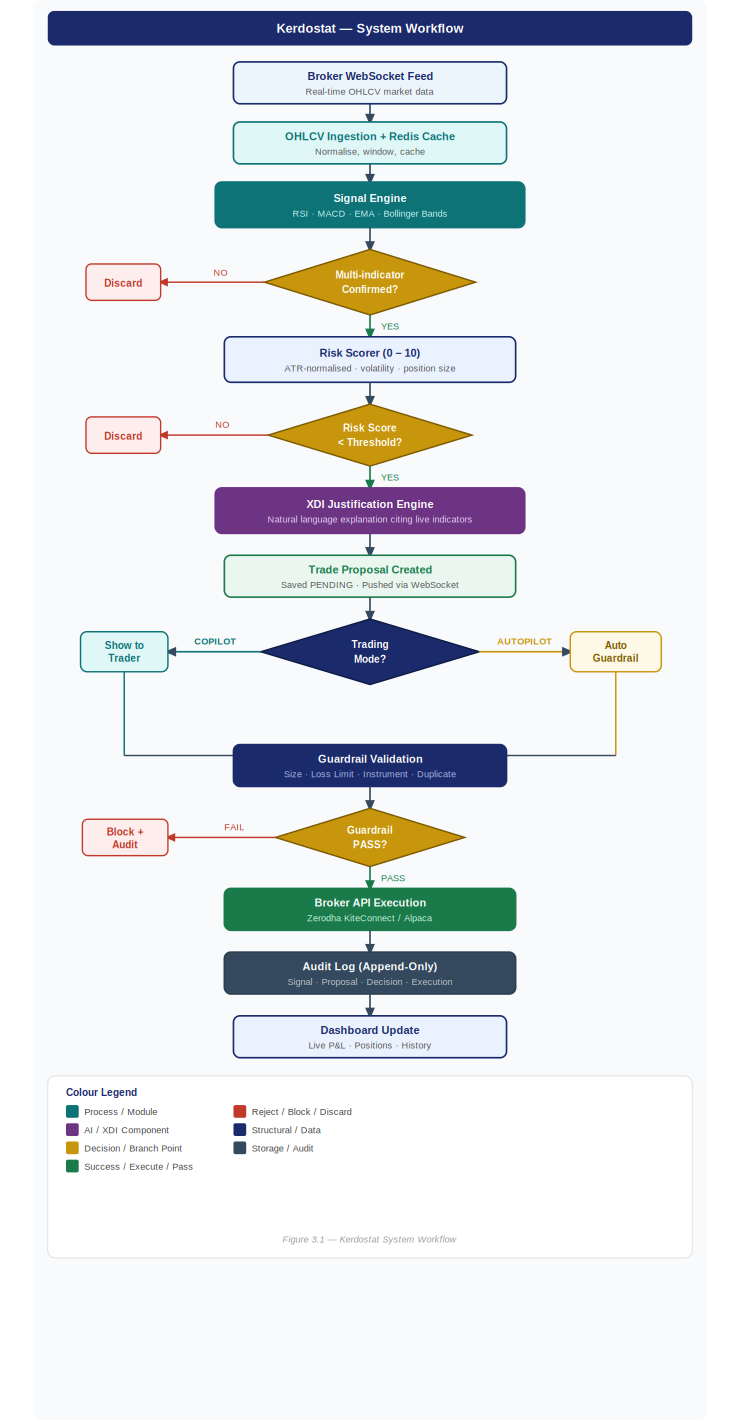 Kerdostat — System Workflow
Broker WebSocket Feed
Real-time OHLCV market data
OHLCV Ingestion + Redis Cache
Normalise, window, cache
Signal Engine
RSI · MACD · EMA · Bollinger Bands
Multi-indicator
Confirmed?
NO
Discard
YES
Risk Scorer (0 – 10)
ATR-normalised · volatility · position size
Risk Score
< Threshold?
NO
Discard
YES
XDI Justification Engine
Natural language explanation citing live indicators
Trade Proposal Created
Saved PENDING · Pushed via WebSocket
Trading
Mode?
COPILOT
Show to
Trader
AUTOPILOT
Auto
Guardrail
Guardrail Validation
Size · Loss Limit · Instrument · Duplicate
Guardrail
PASS?
FAIL
Block +
Audit
PASS
Broker API Execution
Zerodha KiteConnect / Alpaca
Audit Log (Append-Only)
Signal · Proposal · Decision · Execution
Dashboard Update
Live P&L · Positions · History
Colour Legend
Process / Module
Reject / Block / Discard
AI / XDI Component
Structural / Data
Decision / Branch Point
Storage / Audit
Success / Execute / Pass
Figure 3.1 — Kerdostat System Workflow